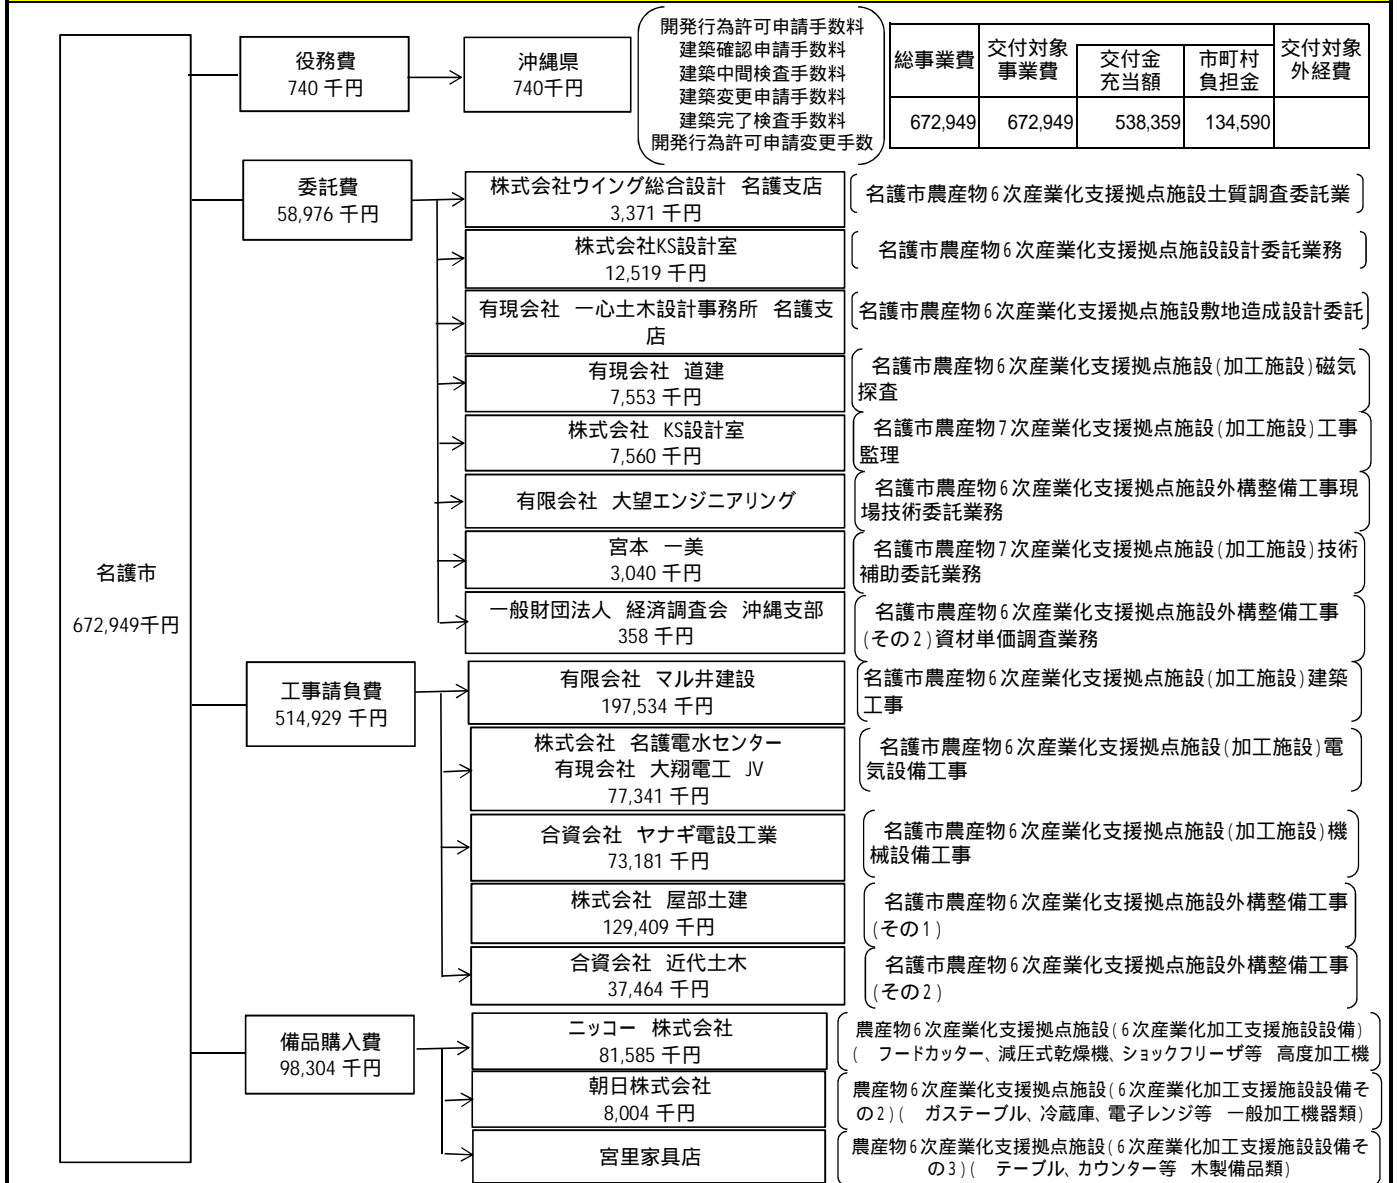 名護市
672,949千円
役務費
740 千円
沖縄県
740千円
開発行為許可申請手数料
建築確認申請手数料
建築中間検査手数料
建築変更申請手数料
建築完了検査手数料
開発行為許可申請変更手数
総事業費
交付対象
事業費
交付金
充当額
市町村
負担金
交付対象
外経費
672,949 672,949 538,359 134,590
委託費
58,976 千円
株式会社ウイング総合設計 名護支店
3,371 千円
名護市農産物6次産業化支援拠点施設土質調査委託業
株式会社KS設計室
12,519 千円
名護市農産物6次産業化支援拠点施設設計委託業務
有現会社 一心土木設計事務所 名護支
店
名護市農産物6次産業化支援拠点施設敷地造成設計委託
有現会社 道建
7,553 千円
名護市農産物6次産業化支援拠点施設(加工施設)磁気
探査
株式会社 KS設計室
7,560 千円
名護市農産物7次産業化支援拠点施設(加工施設)工事
監理
有限会社 大望エンジニアリング
名護市農産物6次産業化支援拠点施設外構整備工事現
場技術委託業務
宮本 一美
3,040 千円
名護市農産物7次産業化支援拠点施設(加工施設)技術
補助委託業務
一般財団法人 経済調査会 沖縄支部
358 千円
名護市農産物6次産業化支援拠点施設外構整備工事
(その2)資材単価調査業務
工事請負費
514,929 千円
有限会社 マル井建設
197,534 千円
名護市農産物6次産業化支援拠点施設(加工施設)建築
工事
株式会社 名護電水センター
有現会社 大翔電工 JV
77,341 千円
名護市農産物6次産業化支援拠点施設(加工施設)電
気設備工事
合資会社 ヤナギ電設工業
73,181 千円
名護市農産物6次産業化支援拠点施設(加工施設)機
械設備工事
株式会社 屋部土建
129,409 千円
名護市農産物6次産業化支援拠点施設外構整備工事
(その1)
合資会社 近代土木
37,464 千円
名護市農産物6次産業化支援拠点施設外構整備工事
(その2)
備品購入費
98,304 千円
ニッコー 株式会社
81,585 千円
農産物6次産業化支援拠点施設(6次産業化加工支援施設設備)
( フードカッター、減圧式乾燥機、ショックフリーザ等 高度加工機
朝日株式会社
8,004 千円
農産物6次産業化支援拠点施設(6次産業化加工支援施設設備そ
の2)( ガステーブル、冷蔵庫、電子レンジ等 一般加工機器類)
宮里家具店
農産物6次産業化支援拠点施設(6次産業化加工支援施設設備そ
の3)( テーブル、カウンター等 木製備品類)